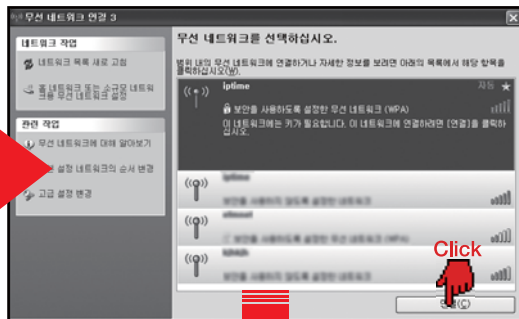 무선 네트워크 연결 3
네트워크 작업
네트워크 목록 새로 고침
홈 네트워크 또는 소규모 네트워
크용 무선 네트워크 설정
관련 작업
무선 네트워크에 대해 알아보기
설정 네트워크의 순서 변경
고급 설정 변경
무선 네트워크를 선택하십시오.
범위 내의 무선 네트워크에 연결하거나 자세한 정보를 보려면 아래의 목록에서 해당 항목을
클릭하십시오(W).
iptime
자동
보안을 사용하도록 설정한 무선 네트워크 (WPA)
이 네트워크에는 키가 필요합니다. 이 네트워크에 연결하려면 [연결]을 클릭하
십시오.
Click
(C)